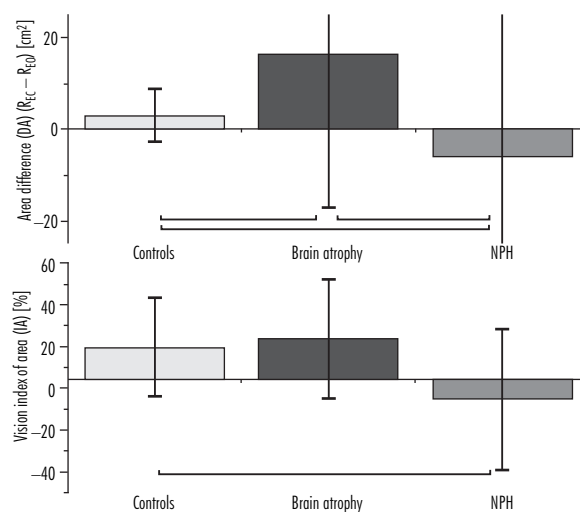 Area difference (DA) (R_EC – R_EO) [cm²]
20
0
–20
Controls Brain atrophy NPH
Vision index of area (IA) [%]
60
40
20
0
–20
–40
Controls Brain atrophy NPH